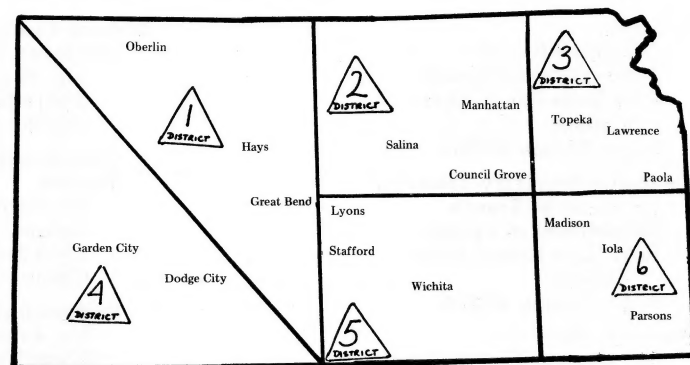 Oberlin
1
DISTRICT
Hays
Great Bend
2
DISTRICT
Manhattan
Salina
Council Grove
3
DISTRICT
Topeka
Lawrence
Paola
Garden City
4
DISTRICT
Dodge City
Lyons
Stafford
Wichita
5
DISTRICT
Madison
Iola
6
DISTRICT
Parsons